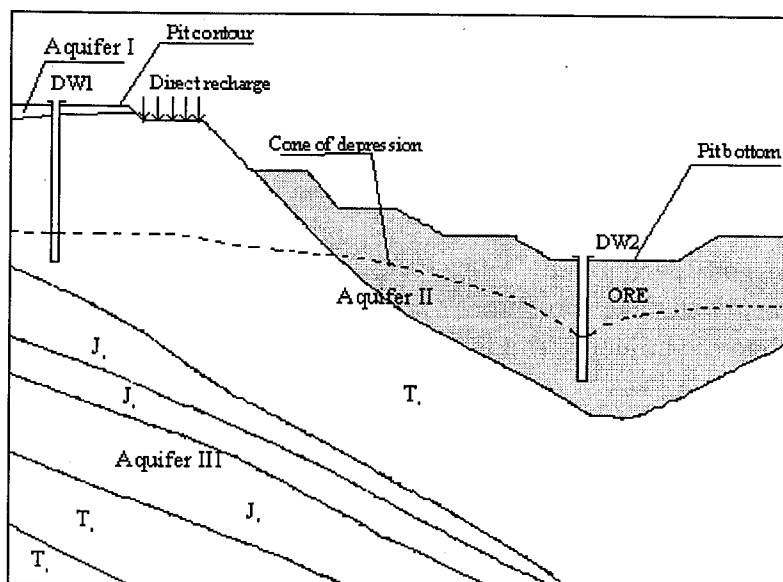 Pit contour
Aquifer I
DW1
Direct recharge
Cone of depression
Pit bottom
DW2
Aquifer II
ORE
J,
T,
J,
Aquifer III
J,
T,
T,